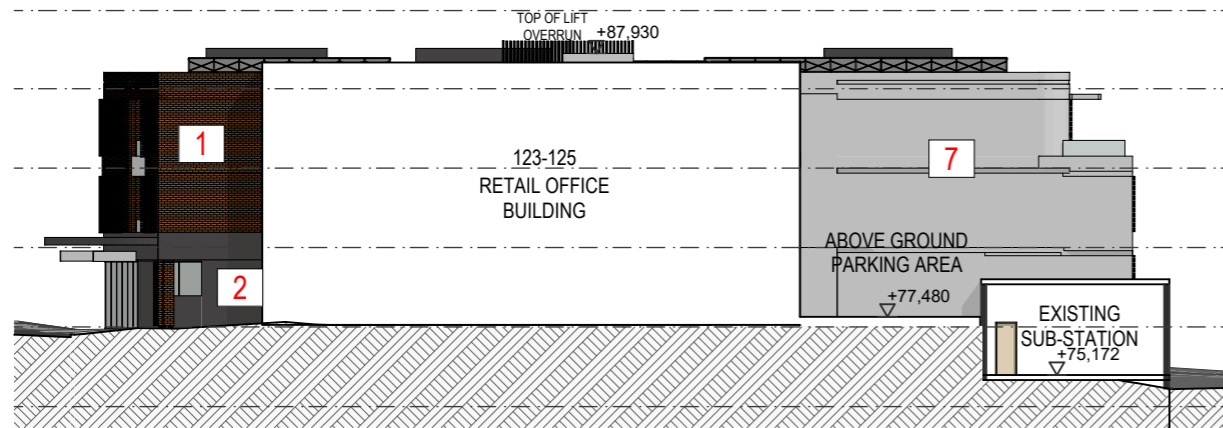 TOP OF LIFT
OVERRUN
+87,930
1
123-125
RETAIL OFFICE
BUILDING
7
ABOVE GROUND
PARKING AREA
2
+77,480
EXISTING
SUB-STATION
+75,172